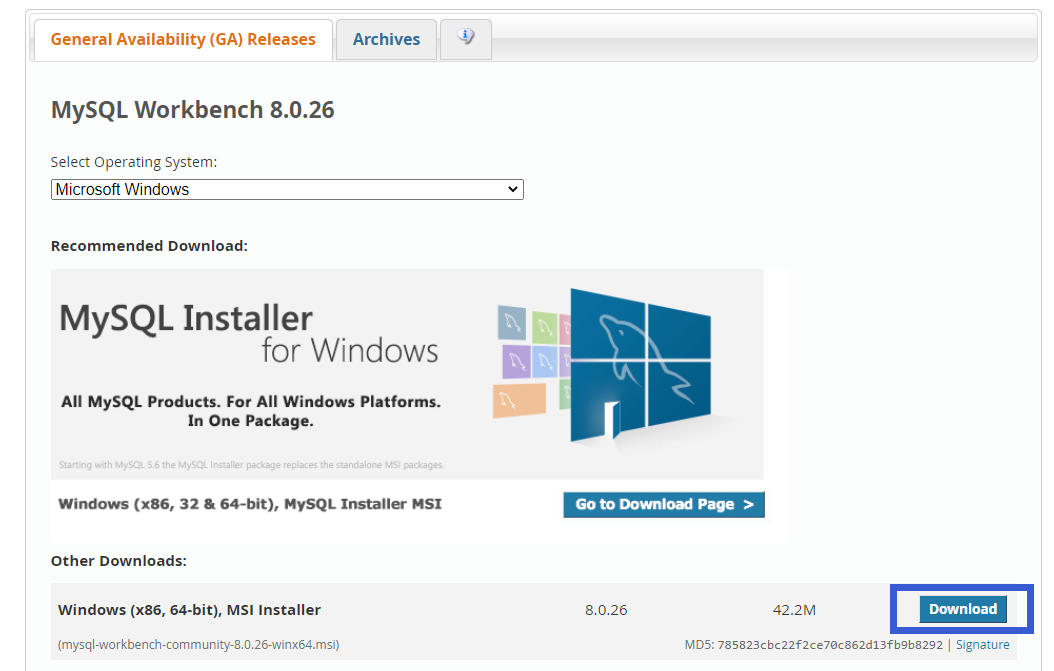 General Availability (GA) Releases
Archives
MySQL Workbench 8.0.26
Select Operating System:
Microsoft Windows
Recommended Download:
MySQL Installer
for Windows
All MySQL Products. For All Windows Platforms.
In One Package.
Starting with MySQL 5.6 the MySQL Installer package replaces the standalone MSI packages.
Windows (x86, 32 & 64-bit), MySQL Installer MSI
Go to Download Page >
Other Downloads:
Windows (x86, 64-bit), MSI Installer 8.0.26 42.2M Download
(mysql-workbench-community-8.0.26-winx64.msi) MD5: 785823cbc22f2ce70c862d13fb9b8292 | Signature